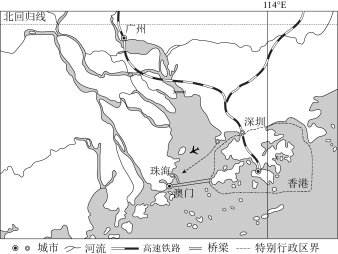 114°E
北回归线
广州
深圳
珠海
香港
澳门
城市 河流 高速铁路 桥梁 特别行政区界